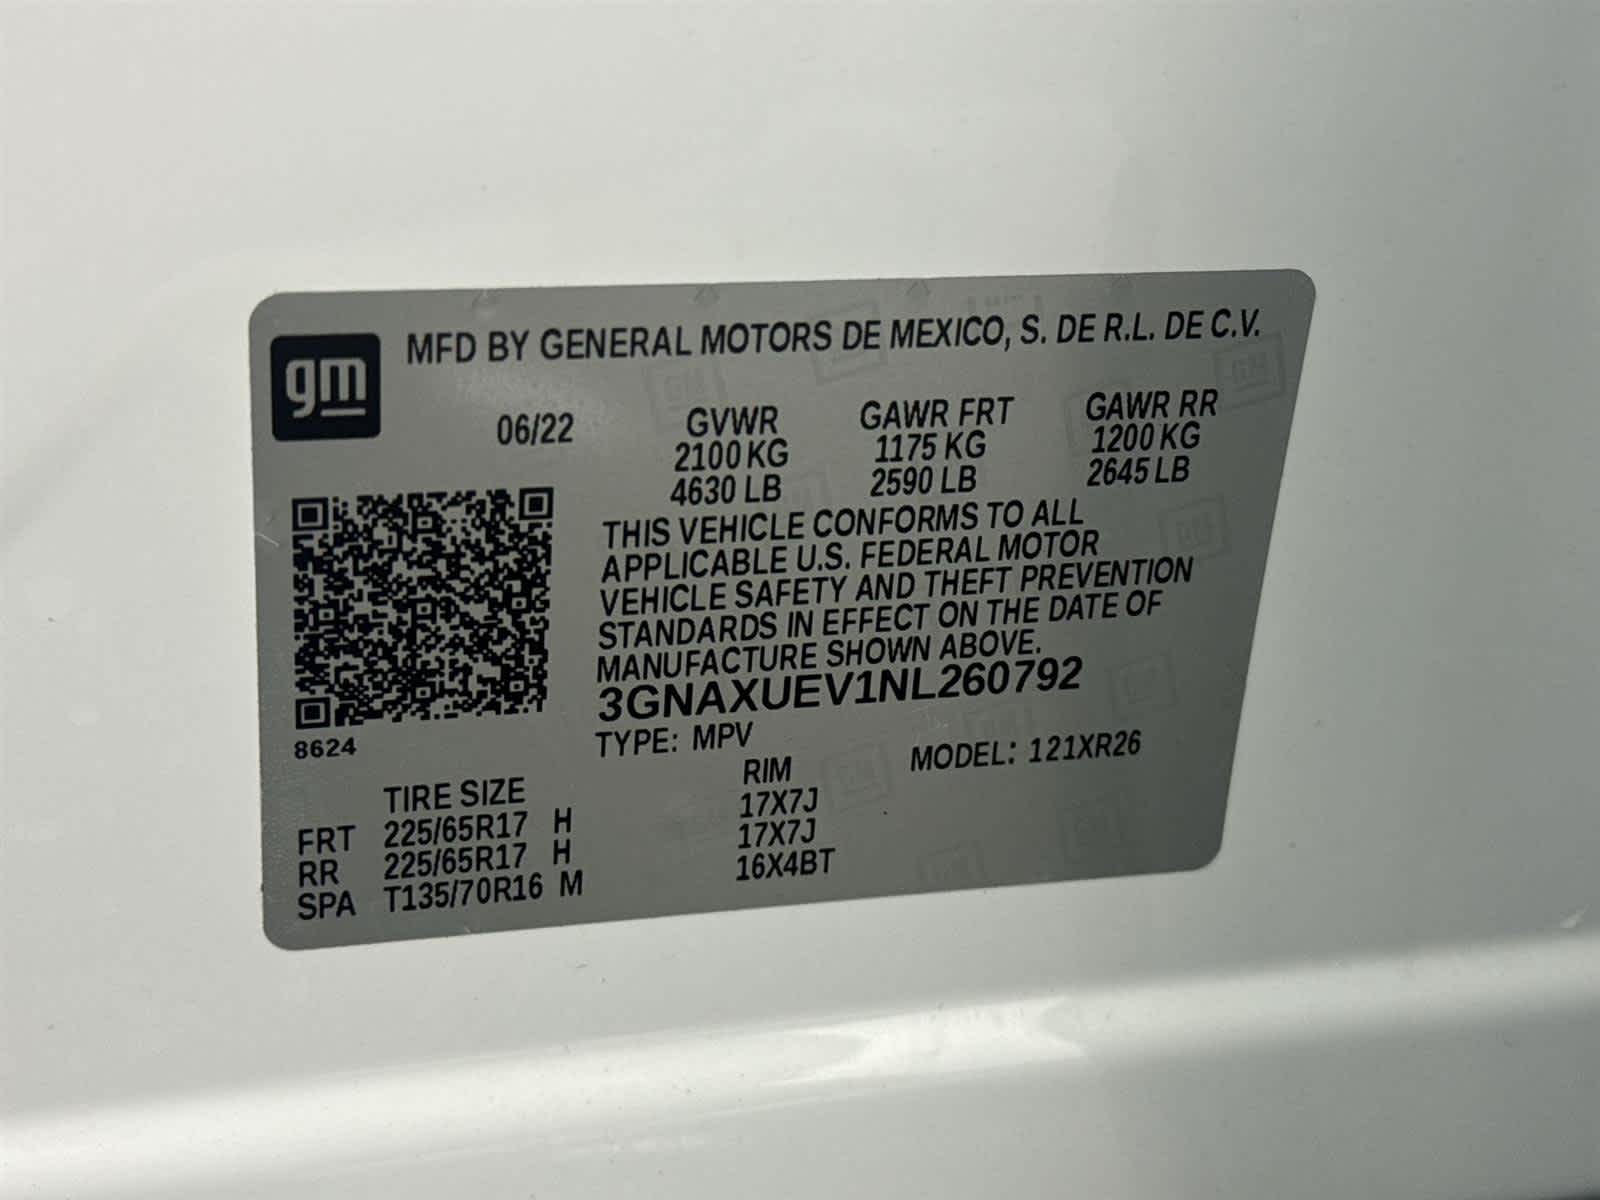 gm
MFD BY GENERAL MOTORS DE MEXICO, S. DE R.L. DE C.V.
06/22 GVWR GAWR FRT GAWR RR
2100 KG 1175 KG 1200 KG
4630 LB 2590 LB 2645 LB
THIS VEHICLE CONFORMS TO ALL
APPLICABLE U.S. FEDERAL MOTOR
VEHICLE SAFETY AND THEFT PREVENTION
STANDARDS IN EFFECT ON THE DATE OF
MANUFACTURE SHOWN ABOVE.
3GNAXUEV1NL260792
8624
TYPE: MPV MODEL: 121XR26
TIRE SIZE RIM
FRT 225/65R17 H 17X7J
RR 225/65R17 H 17X7J
SPA T135/70R16 M 16X4BT